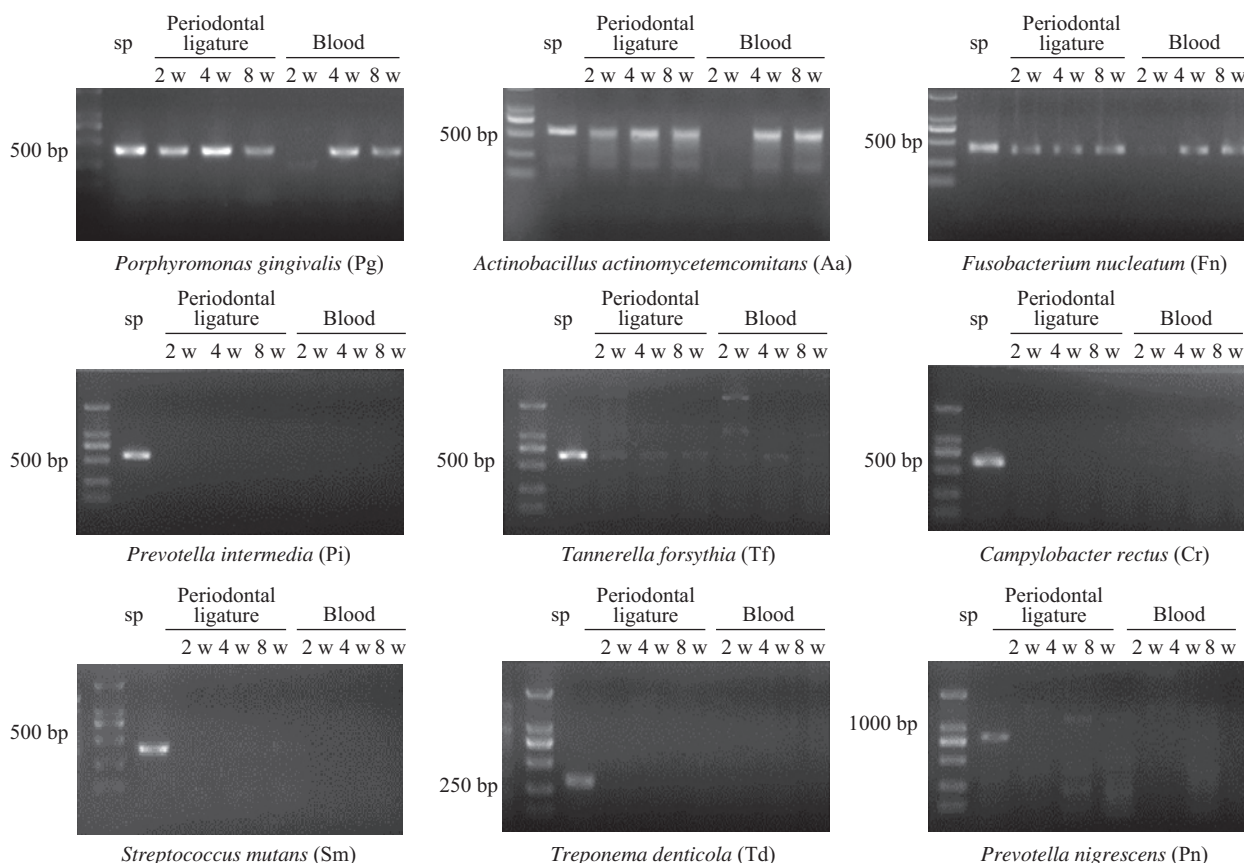 Periodontal
ligature
sp
Blood
2 w 4 w 8 w 2 w 4 w 8 w
500 bp
Porphyromonas gingivalis (Pg)
Periodontal
ligature
sp
Blood
2 w 4 w 8 w 2 w 4 w 8 w
500 bp
Actinobacillus actinomycetemcomitans (Aa)
Periodontal
ligature
sp
Blood
2 w 4 w 8 w 2 w 4 w 8 w
500 bp
Fusobacterium nucleatum (Fn)
Periodontal
ligature
sp
Blood
2 w 4 w 8 w 2 w 4 w 8 w
500 bp
Prevotella intermedia (Pi)
Periodontal
ligature
sp
Blood
2 w 4 w 8 w 2 w 4 w 8 w
500 bp
Tannerella forsythia (Tf)
Periodontal
ligature
sp
Blood
2 w 4 w 8 w 2 w 4 w 8 w
500 bp
Campylobacter rectus (Cr)
Periodontal
ligature
sp
Blood
2 w 4 w 8 w 2 w 4 w 8 w
500 bp
Streptococcus mutans (Sm)
Periodontal
ligature
sp
Blood
2 w 4 w 8 w 2 w 4 w 8 w
250 bp
Treponema denticola (Td)
Periodontal
ligature
sp
Blood
2 w 4 w 8 w 2 w 4 w 8 w
1000 bp
Prevotella nigrescens (Pn)